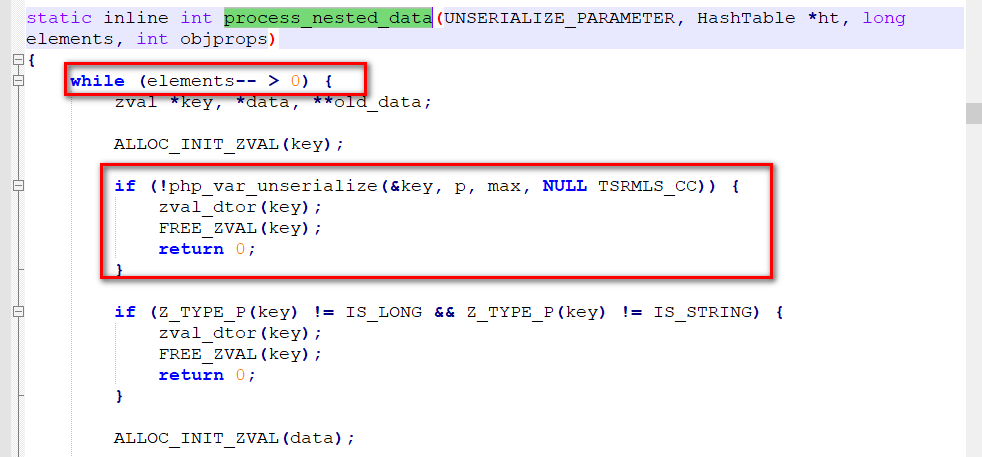 static inline int process_nested_data(UNSERIALIZE_PARAMETER, HashTable *ht, long
elements, int objprops)
{
while (elements-- > 0) {
zval *key, *data, **old_data;
ALLOC_INIT_ZVAL(key);
if (!php_var_unserialize(&key, p, max, NULL TSRMLS_CC)) {
zval_dtor(key);
FREE_ZVAL(key);
return 0;
}
if (Z_TYPE_P(key) != IS_LONG && Z_TYPE_P(key) != IS_STRING) {
zval_dtor(key);
FREE_ZVAL(key);
return 0;
}
ALLOC_INIT_ZVAL(data);